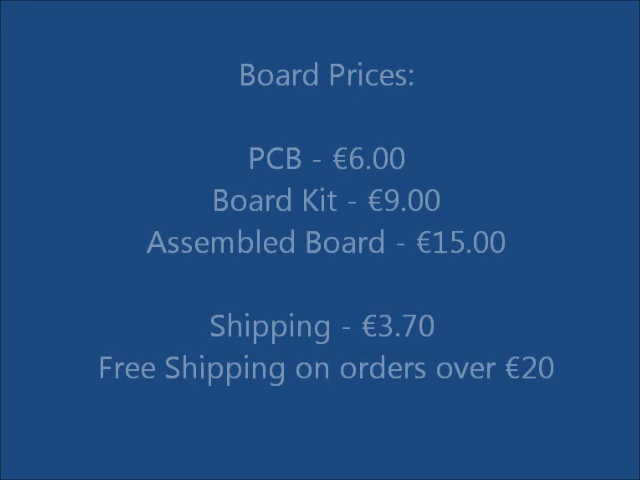 Board Prices:
PCB - €6.00
Board Kit - €9.00
Assembled Board - €15.00
Shipping - €3.70
Free Shipping on orders over €20